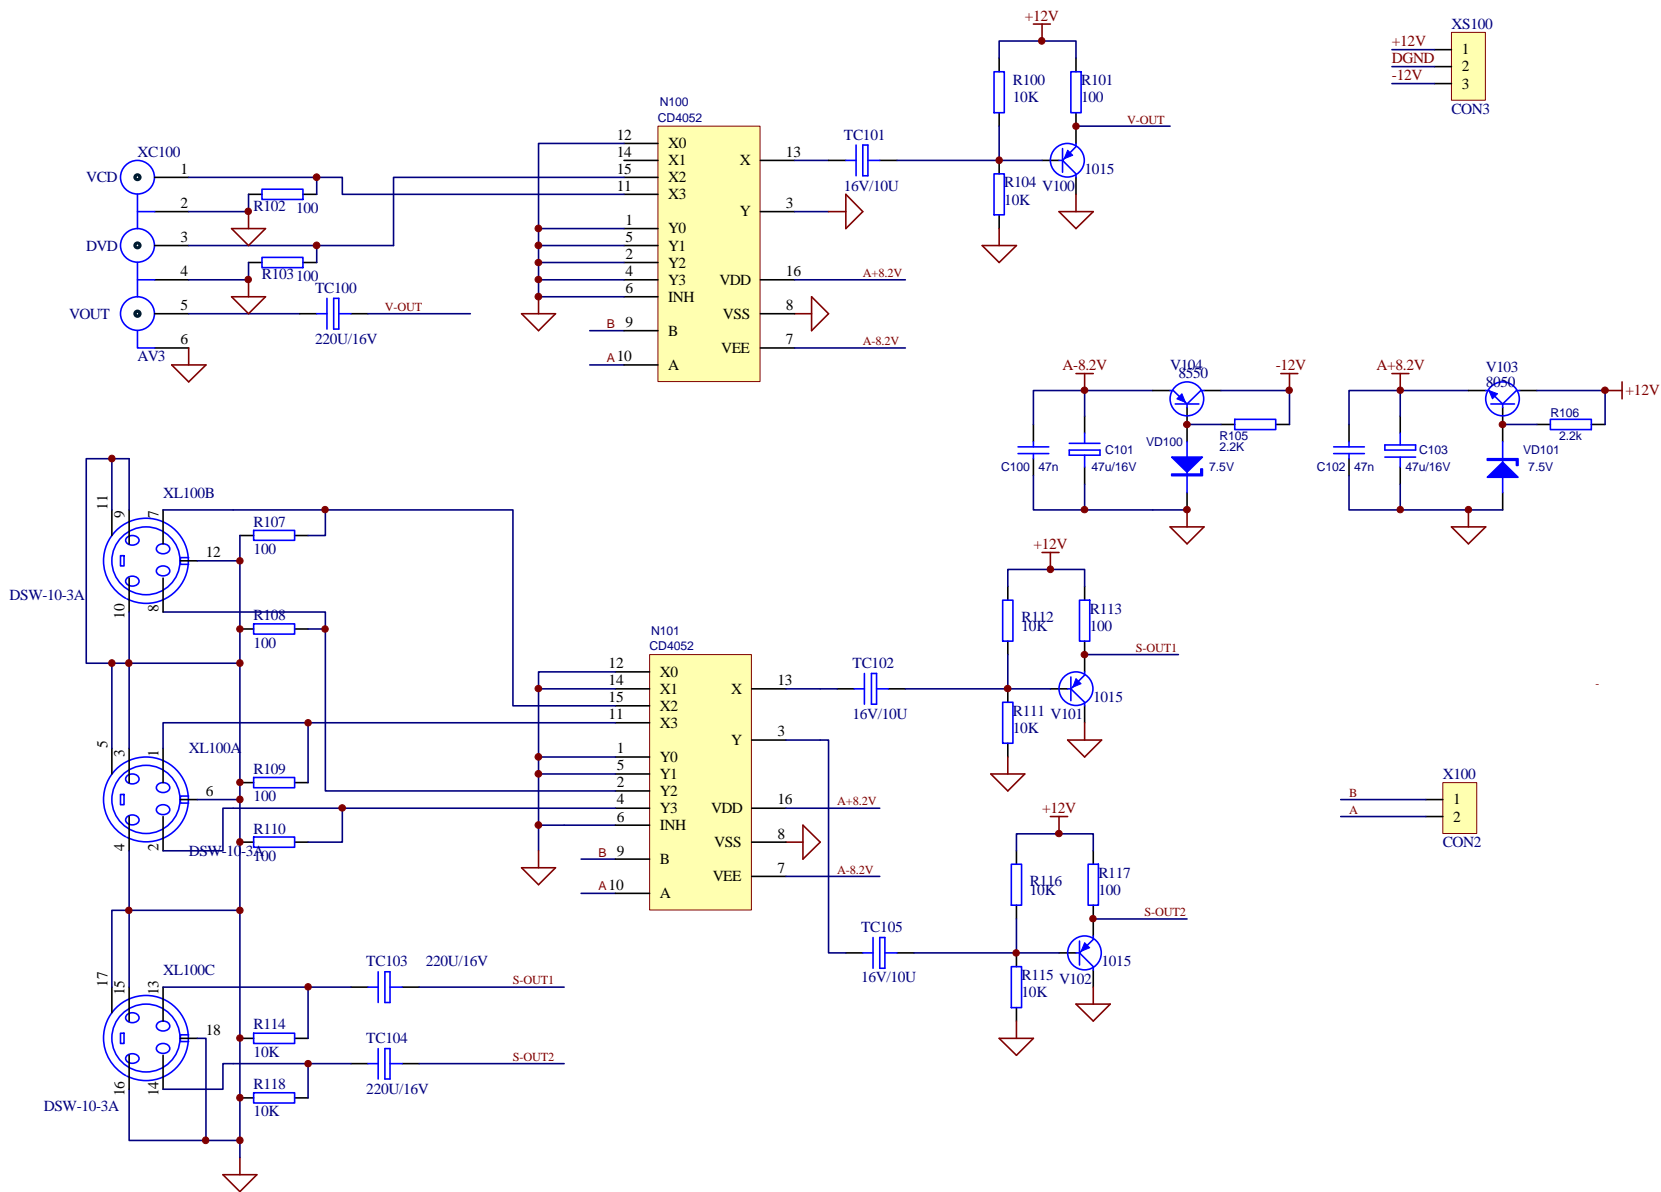 XC100
VCD
1
2
R102
100
DVD
3
4
R103
100
VOUT
5
TC100
220U/16V
V-OUT
6
AV3
N100
CD4052
12
X0
14
X1
15
X2
11
X3
1
Y0
5
Y1
2
Y2
4
Y3
6
INH
B
9
B
A
10
A
X
13
Y
3
VDD
16
A+8.2V
VSS
8
VEE
7
A-8.2V
TC101
16V/10U
+12V
R100
10K
R101
100
V-OUT
R104
10K
V100
1015
XS100
+12V
1
DGND
2
-12V
3
CON3
A-8.2V
V104
8550
-12V
C100
47n
C101
47u/16V
VD100
7.5V
R105
2.2K
A+8.2V
V103
8050
+12V
C102
47n
C103
47u/16V
VD101
7.5V
R106
2.2k
XL100B
11
9
7
12
10
8
DSW-10-3A
R107
100
R108
100
XL100A
5
3
1
6
4
2
DSW-10-3A
R109
100
R110
100
XL100C
17
15
13
18
16
14
DSW-10-3A
R114
10K
R118
10K
TC103
220U/16V
S-OUT1
TC104
220U/16V
S-OUT2
N101
CD4052
12
X0
14
X1
15
X2
11
X3
1
Y0
5
Y1
2
Y2
4
Y3
6
INH
B
9
B
A
10
A
X
13
Y
3
VDD
16
A+8.2V
VSS
8
VEE
7
A-8.2V
TC102
16V/10U
+12V
R112
10K
R113
100
S-OUT1
R111
10K
V101
1015
TC105
16V/10U
+12V
R116
10K
R117
100
S-OUT2
R115
10K
V102
1015
X100
B
1
A
2
CON2
-